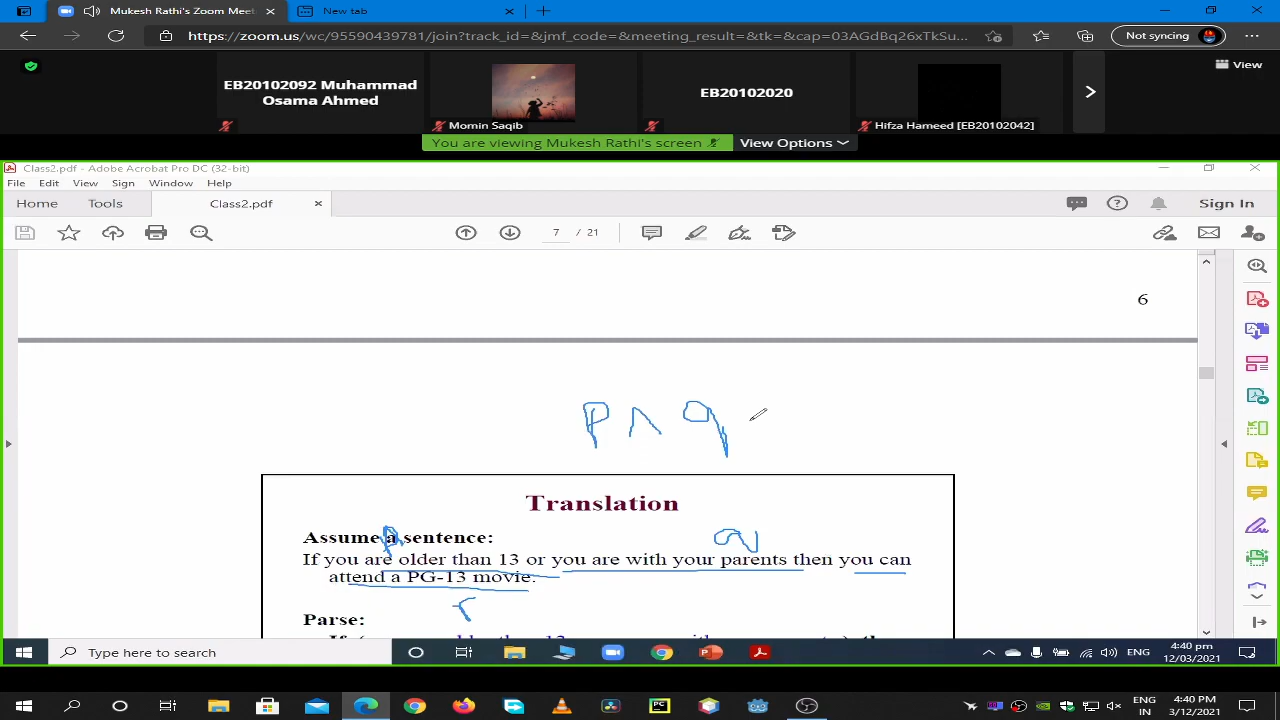 Mukesh Rathi's Zoom Meet
New tab
https://zoom.us/wc/95590439781/join?track_id=&jmf_code=&meeting_result=&tk=&cap=03AGdBq26xTkSu...
Not syncing
View
EB20102092 Muhammad
Osama Ahmed
Momin Saqib
EB20102020
Hifza Hameed [EB20102042]
You are viewing Mukesh Rathi's screen
View Options
Class2.pdf - Adobe Acrobat Pro DC (32-bit)
File Edit View Sign Window Help
Home Tools Class2.pdf Sign In
7 / 21
6
P ∧ q
Translation
p q
Assume a sentence:
If you are older than 13 or you are with your parents then you can
attend a PG-13 movie.
r
Parse:
Type here to search
ENG
4:40 pm
12/03/2021
ENG
IN
4:40 PM
3/12/2021